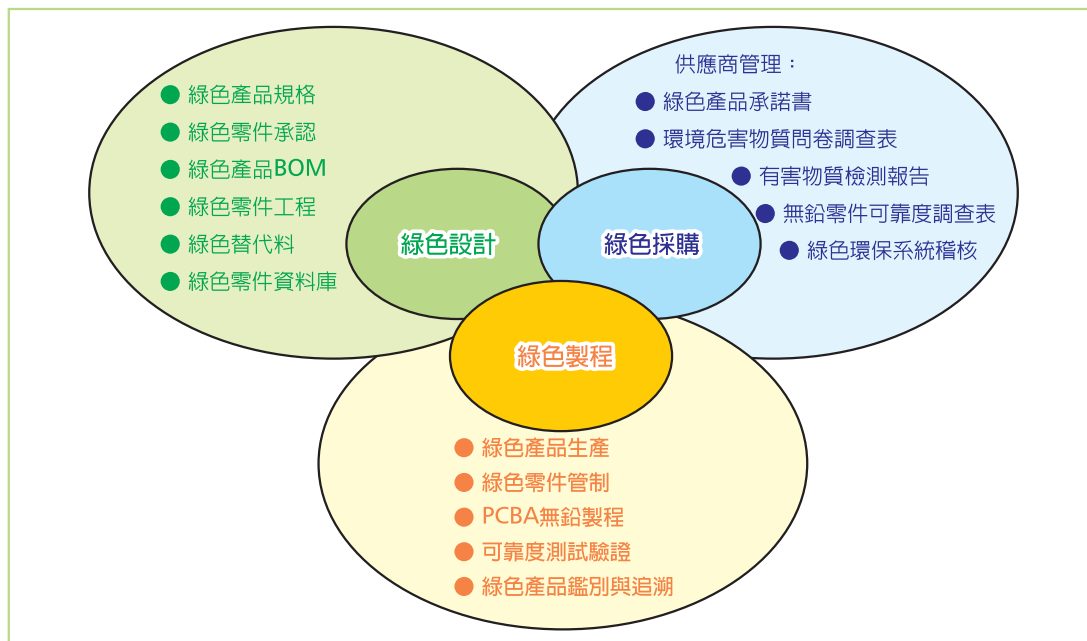 綠色產品規格
綠色零件承認
綠色產品BOM
綠色零件工程
綠色替代料
綠色零件資料庫
綠色設計
供應商管理：
綠色產品承諾書
環境危害物質問卷調查表
有害物質檢測報告
無鉛零件可靠度調查表
綠色環保系統稽核
綠色採購
綠色製程
綠色產品生產
綠色零件管制
PCBA無鉛製程
可靠度測試驗證
綠色產品鑑別與追溯